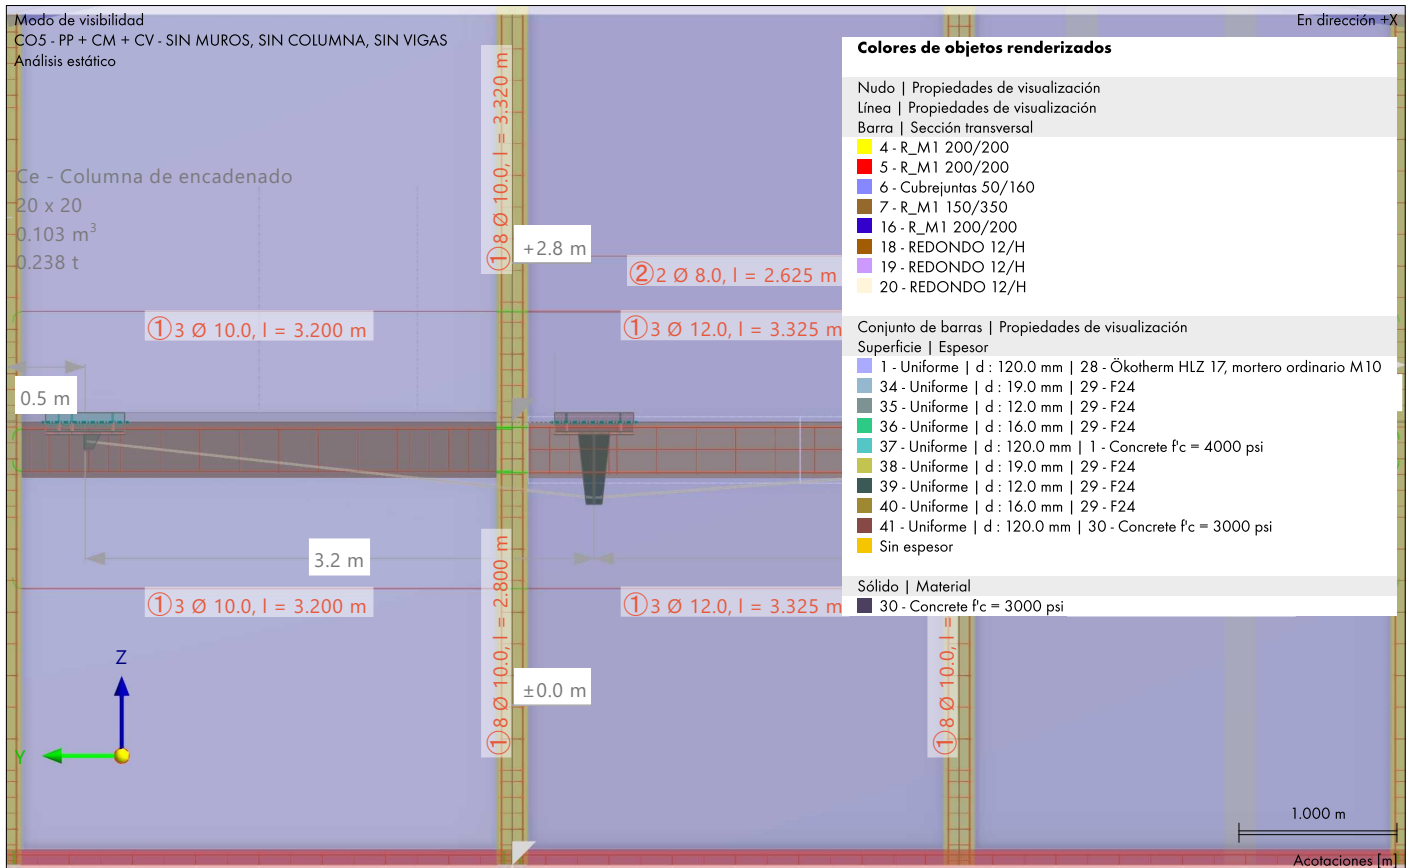 Modo de visibilidad
CO5 - PP + CM + CV - SIN MUROS, SIN COLUMNA, SIN VIGAS
Análisis estático
En dirección +X
Ce - Columna de encadenado
20 x 20
0.103 m³
0.238 t
①8 Ø 10.0, l = 3.320 m
+2.8 m
②2 Ø 8.0, l = 2.625 m
①3 Ø 10.0, l = 3.200 m
①3 Ø 12.0, l = 3.325 m
0.5 m
3.2 m
①3 Ø 10.0, l = 3.200 m
①8 Ø 10.0, l = 2.800 m
①3 Ø 12.0, l = 3.325 m
±0.0 m
①8 Ø 10.0, l =
Z
Y
Colores de objetos renderizados
Nudo | Propiedades de visualización
Línea | Propiedades de visualización
Barra | Sección transversal
4 - R_M1 200/200
5 - R_M1 200/200
6 - Cubrejuntas 50/160
7 - R_M1 150/350
16 - R_M1 200/200
18 - REDONDO 12/H
19 - REDONDO 12/H
20 - REDONDO 12/H
Conjunto de barras | Propiedades de visualización
Superficie | Espesor
1 - Uniforme | d : 120.0 mm | 28 - Ökotherm HLZ 17, mortero ordinario M10
34 - Uniforme | d : 19.0 mm | 29 - F24
35 - Uniforme | d : 12.0 mm | 29 - F24
36 - Uniforme | d : 16.0 mm | 29 - F24
37 - Uniforme | d : 120.0 mm | 1 - Concrete f'c = 4000 psi
38 - Uniforme | d : 19.0 mm | 29 - F24
39 - Uniforme | d : 12.0 mm | 29 - F24
40 - Uniforme | d : 16.0 mm | 29 - F24
41 - Uniforme | d : 120.0 mm | 30 - Concrete f'c = 3000 psi
Sin espesor
Sólido | Material
30 - Concrete f'c = 3000 psi
1.000 m
Acotaciones [m]